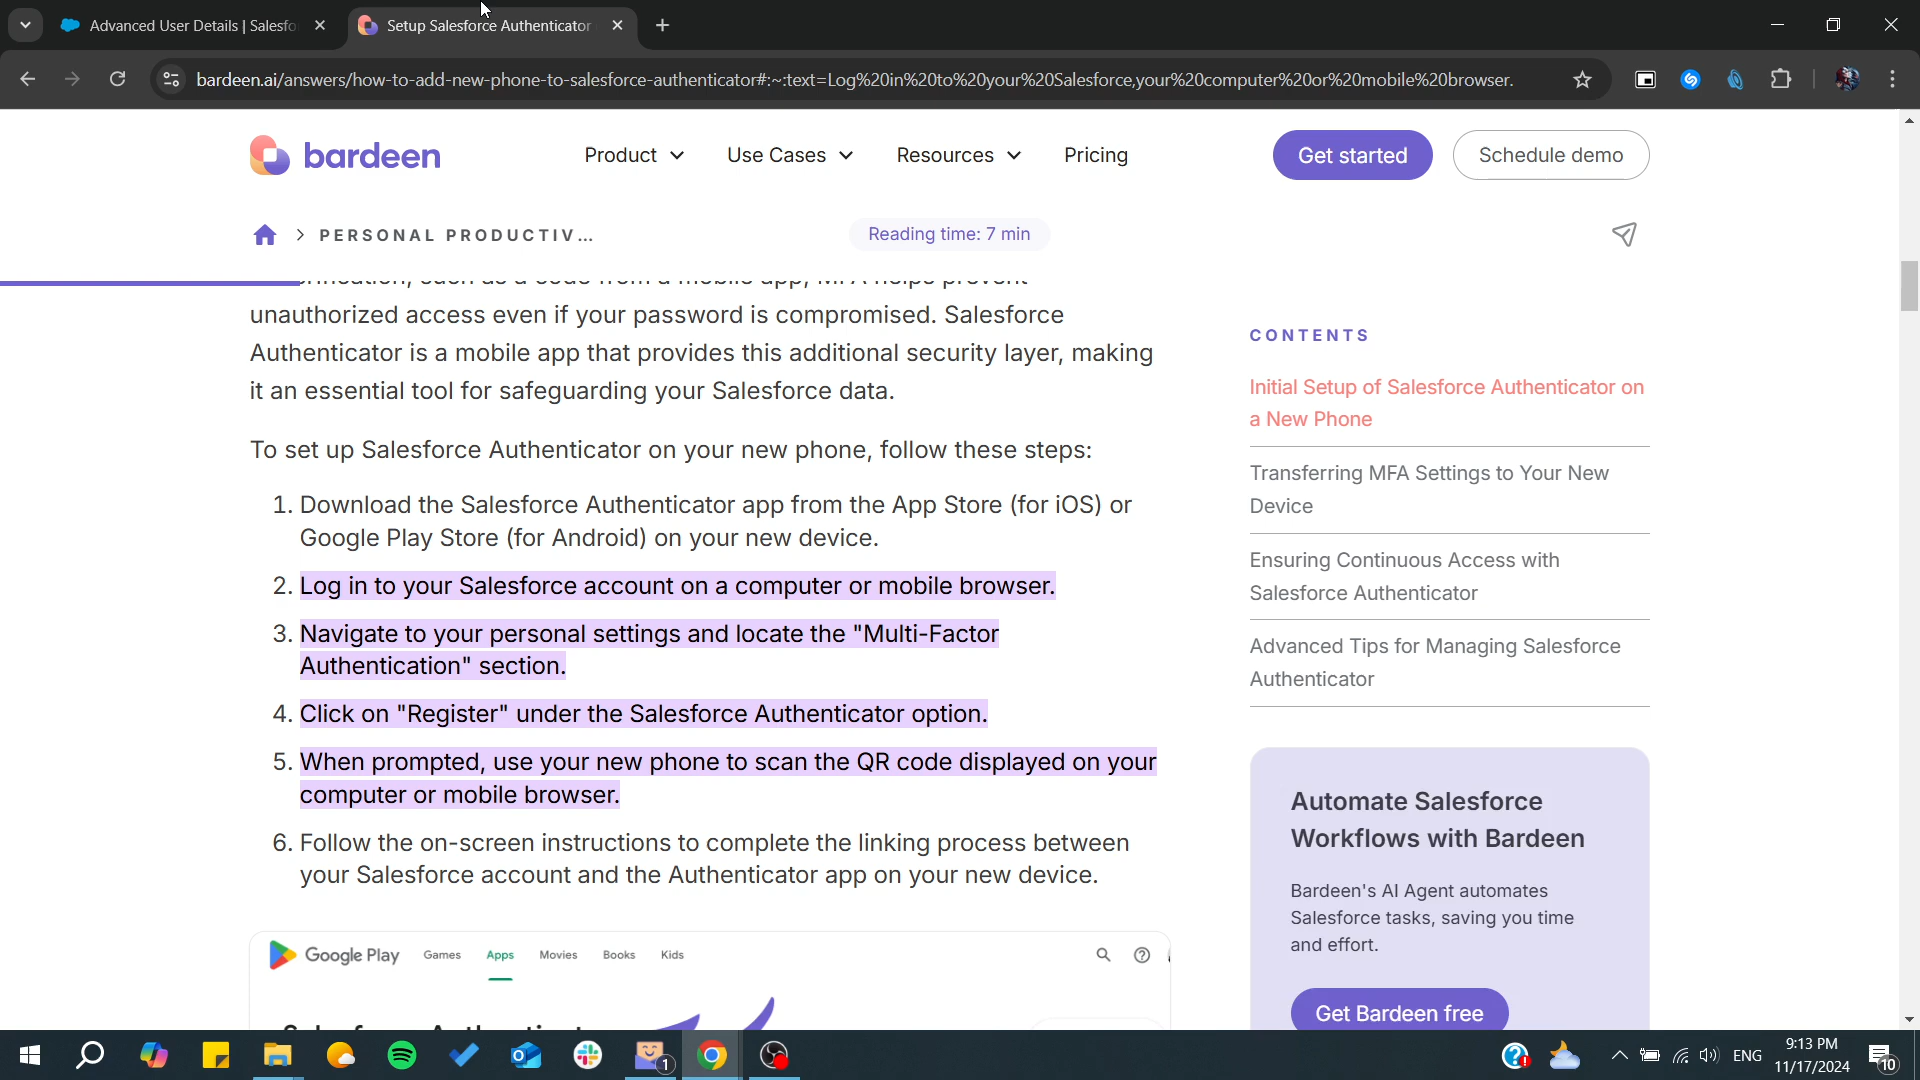 Advanced User Details | Salesfo
Setup Salesforce Authenticator
bardeen.ai/answers/how-to-add-new-phone-to-salesforce-authenticator#:~:text=Log%20in%20to%20your%20Salesforce,your%20computer%20or%20mobile%20browser.
bardeen
Product
Use Cases
Resources
Pricing
Get started
Schedule demo
> PERSONAL PRODUCTIV...
Reading time: 7 min
unauthorized access even if your password is compromised. Salesforce
Authenticator is a mobile app that provides this additional security layer, making
it an essential tool for safeguarding your Salesforce data.
To set up Salesforce Authenticator on your new phone, follow these steps:
1. Download the Salesforce Authenticator app from the App Store (for iOS) or
Google Play Store (for Android) on your new device.
2. Log in to your Salesforce account on a computer or mobile browser.
3. Navigate to your personal settings and locate the "Multi-Factor
Authentication" section.
4. Click on "Register" under the Salesforce Authenticator option.
5. When prompted, use your new phone to scan the QR code displayed on your
computer or mobile browser.
6. Follow the on-screen instructions to complete the linking process between
your Salesforce account and the Authenticator app on your new device.
Google Play
Games
Apps
Movies
Books
Kids
CONTENTS
Initial Setup of Salesforce Authenticator on
a New Phone
Transferring MFA Settings to Your New
Device
Ensuring Continuous Access with
Salesforce Authenticator
Advanced Tips for Managing Salesforce
Authenticator
Automate Salesforce
Workflows with Bardeen
Bardeen's AI Agent automates
Salesforce tasks, saving you time
and effort.
Get Bardeen free
1
ENG
9:13 PM
11/17/2024
10